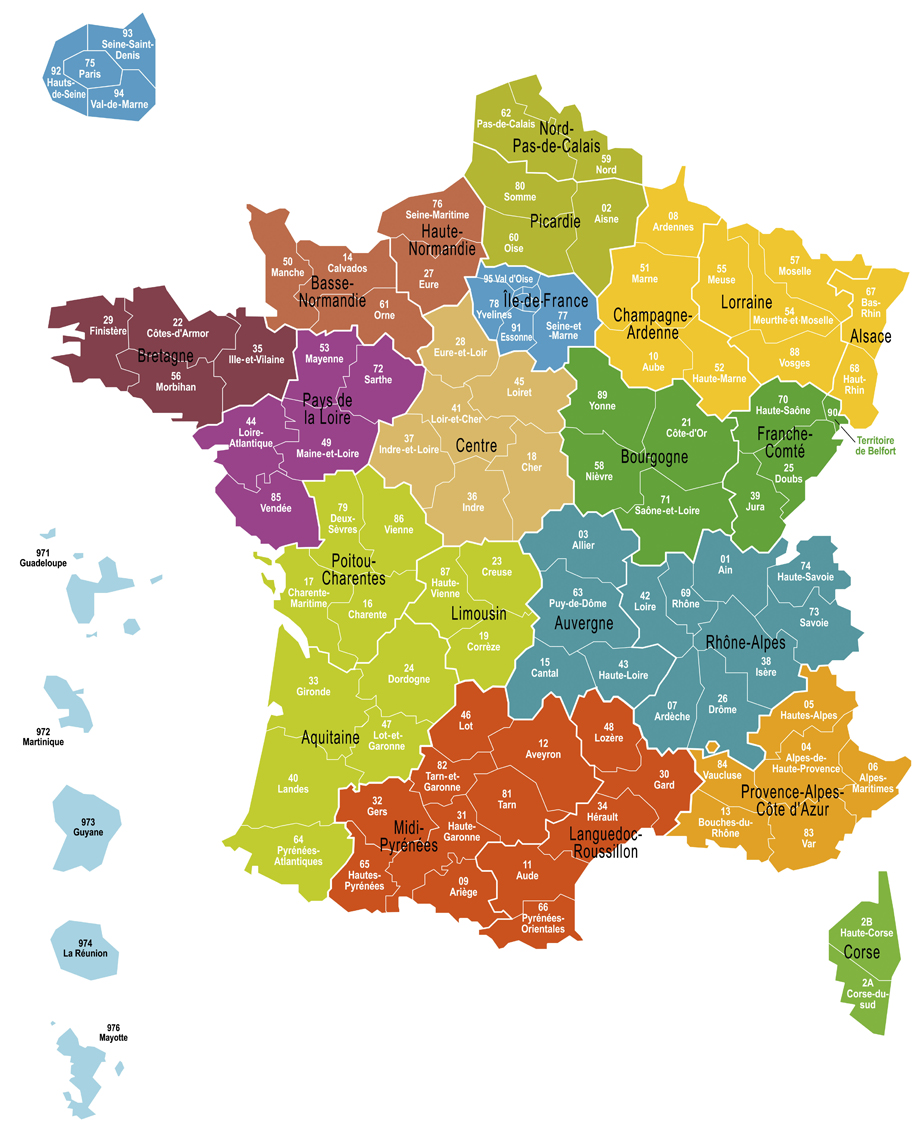 93
Seine-Saint-
Denis
75
Paris
92
Hauts-
de-Seine
94
Val-de-Marne
62
Pas-de-Calais
Nord-
Pas-de-Calais
59
Nord
80
Somme
02
Aisne
Picardie
60
Oise
76
Seine-Maritime
Haute-
Normandie
27
Eure
50
Manche
14
Calvados
Basse-
Normandie
61
Orne
08
Ardennes
51
Marne
Champagne-
Ardenne
10
Aube
52
Haute-Marne
55
Meuse
57
Moselle
Lorraine
54
Meurthe-et-Moselle
88
Vosges
67
Bas-
Rhin
Alsace
68
Haut-
Rhin
95 Val d'Oise
Île-de-France
78
Yvelines
91
Essonne
77
Seine-et
-Marne
29
Finistère
22
Côtes-d'Armor
Bretagne
35
Ille-et-Vilaine
56
Morbihan
53
Mayenne
72
Sarthe
Pays de
la Loire
44
Loire-
Atlantique
49
Maine-et-Loire
85
Vendée
28
Eure-et-Loir
45
Loiret
41
Loir-et-Cher
37
Indre-et-Loire
Centre
18
Cher
36
Indre
89
Yonne
21
Côte-d'Or
Bourgogne
58
Nièvre
71
Saône-et-Loire
70
Haute-Saône
90
Territoire
de Belfort
Franche-
Comté
25
Doubs
39
Jura
79
Deux-
Sèvres
86
Vienne
Poitou-
Charentes
17
Charente-
Maritime
16
Charente
87
Haute-
Vienne
23
Creuse
Limousin
19
Corrèze
03
Allier
63
Puy-de-Dôme
Auvergne
15
Cantal
43
Haute-Loire
01
Ain
74
Haute-Savoie
42
Loire
69
Rhône
73
Savoie
Rhône-Alpes
38
Isère
07
Ardèche
26
Drôme
24
Dordogne
33
Gironde
Aquitaine
47
Lot-et-
Garonne
40
Landes
64
Pyrénées-
Atlantiques
46
Lot
12
Aveyron
82
Tarn-et-
Garonne
81
Tarn
32
Gers
Midi-
Pyrénées
31
Haute-
Garonne
65
Hautes-
Pyrénées
09
Ariège
48
Lozère
30
Gard
34
Hérault
Languedoc-
Roussillon
11
Aude
66
Pyrénées-
Orientales
05
Hautes-Alpes
04
Alpes-de-
Haute-Provence
06
Alpes-
Maritimes
84
Vaucluse
Provence-Alpes-
Côte d'Azur
13
Bouches-du-
Rhône
83
Var
2B
Haute-Corse
Corse
2A
Corse-du-
sud
971
Guadeloupe
972
Martinique
973
Guyane
974
La Réunion
976
Mayotte